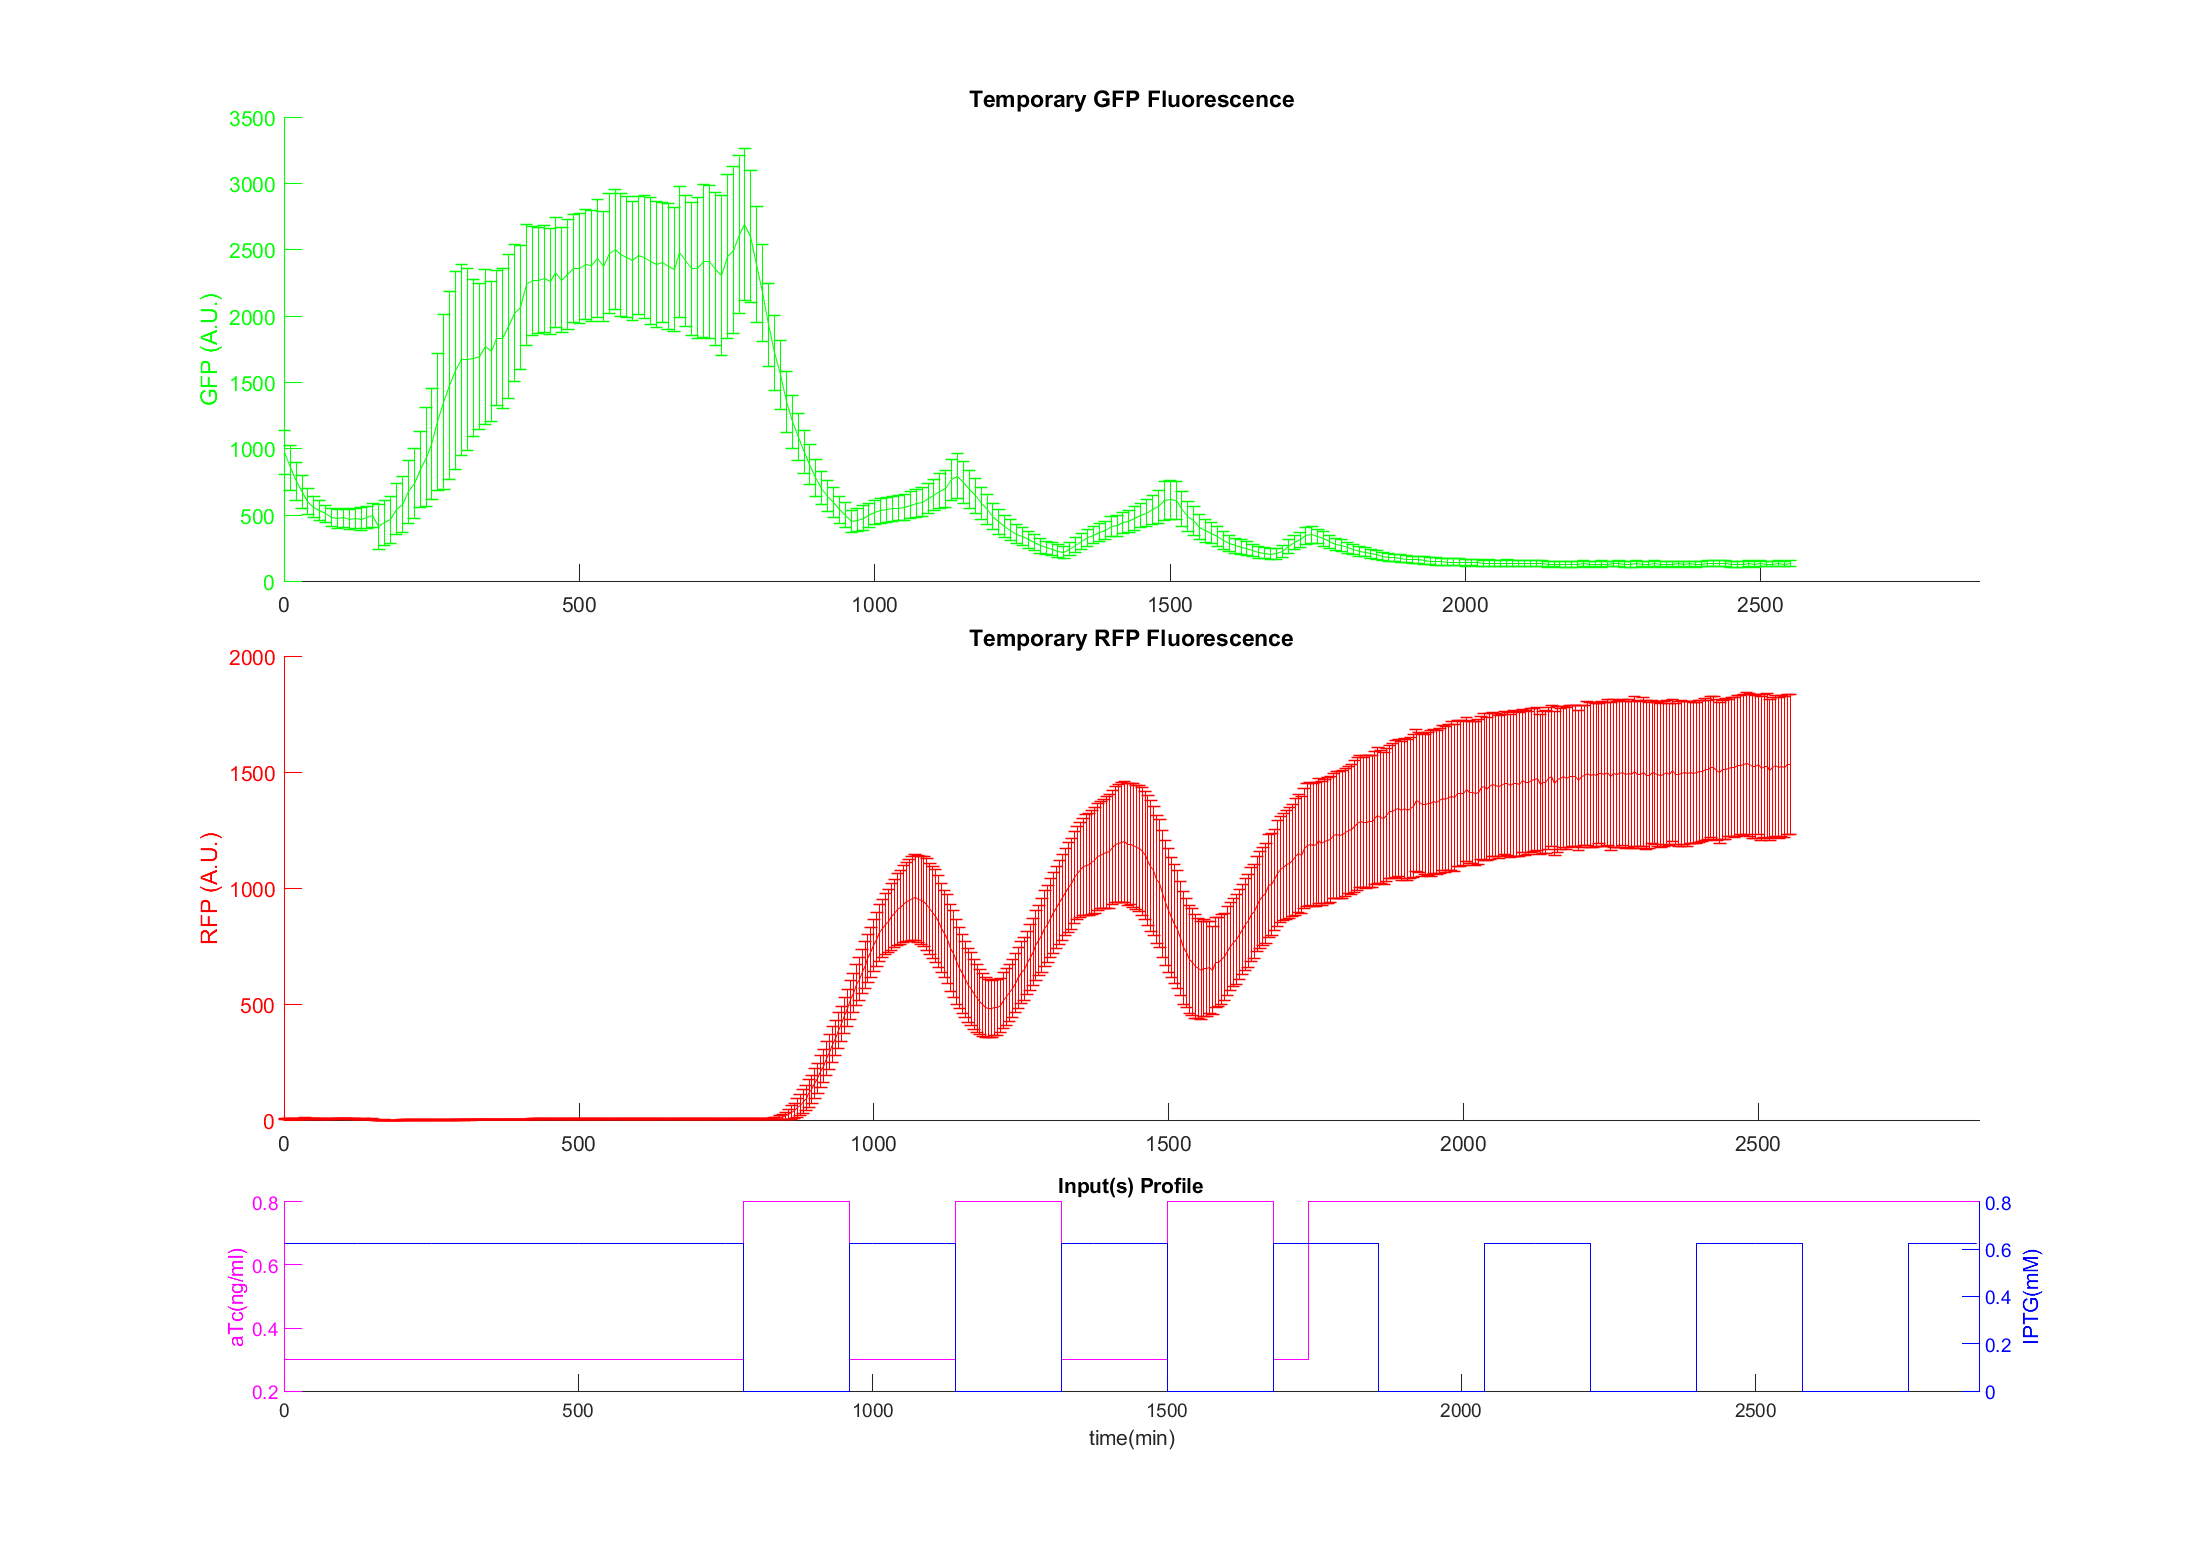 Temporary GFP Fluorescence
3500
3000
2500
2000
1500
1000
500
0
GFP (A.U.)
0 500 1000 1500 2000 2500
Temporary RFP Fluorescence
2000
1500
1000
500
0
RFP (A.U.)
0 500 1000 1500 2000 2500
Input(s) Profile
0.8
0.6
0.4
0.2
aTc(ng/ml)
0.8
0.6
0.4
0.2
0
IPTG(mM)
0 500 1000 1500 2000 2500
time(min)